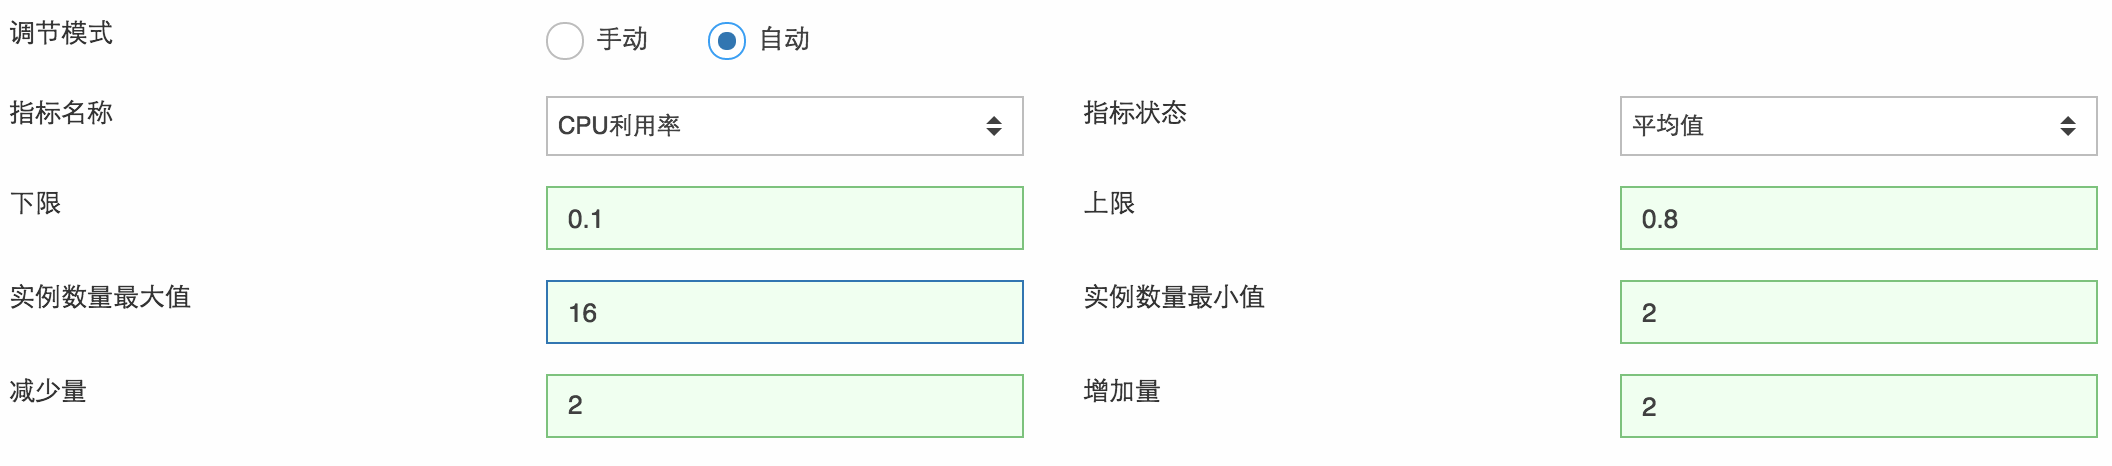 调节模式 手动 自动
指标名称 CPU利用率 指标状态 平均值
下限 0.1 上限 0.8
实例数量最大值 16 实例数量最小值 2
减少量 2 增加量 2